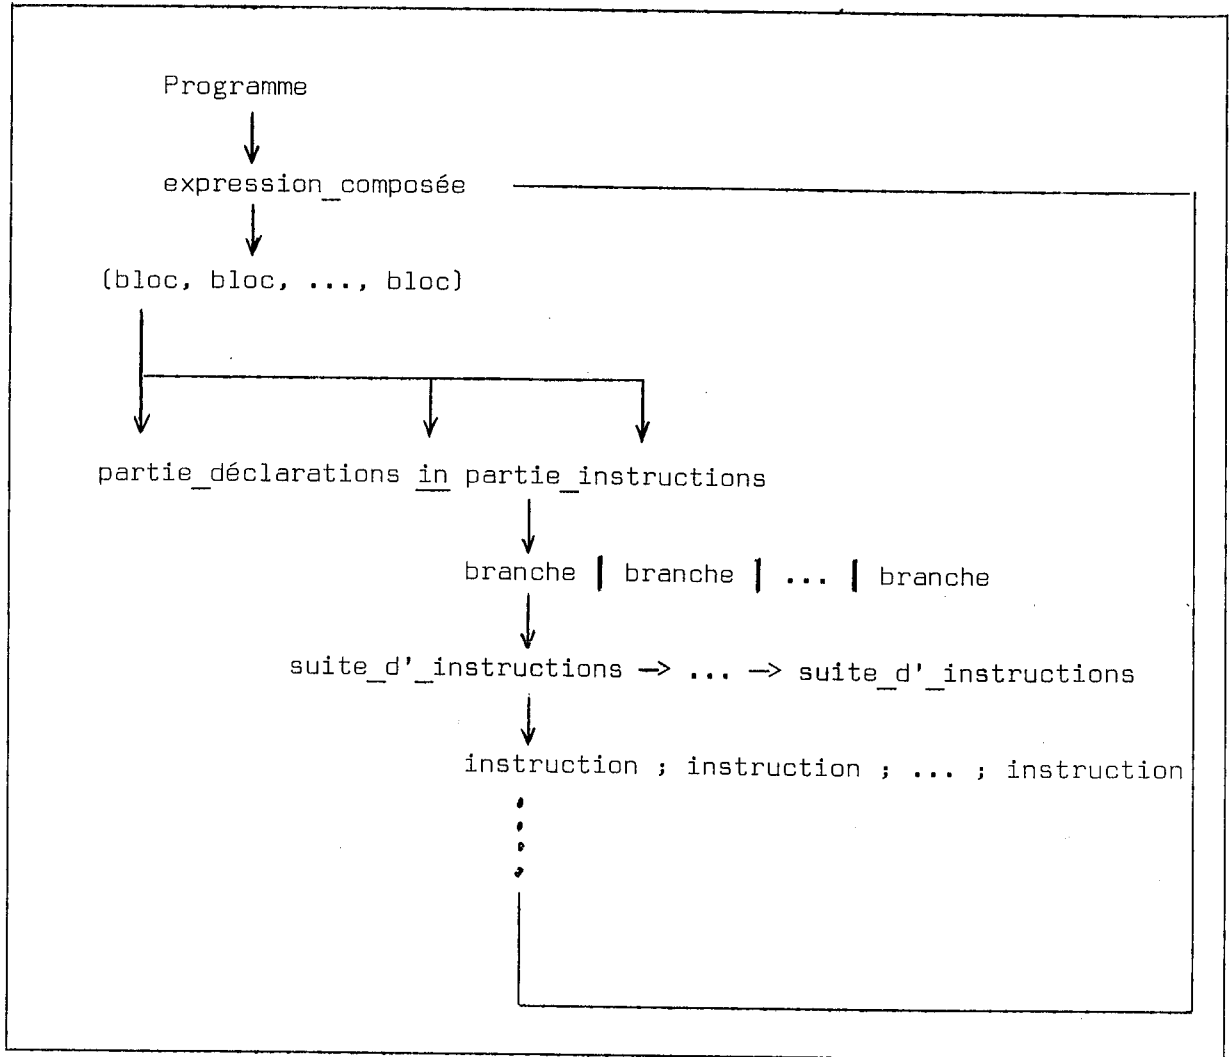 Programme
expression_composée
(bloc, bloc, ..., bloc)
partie_déclarations in partie_instructions
branche | branche | ... | branche
suite_d'_instructions —> ... —> suite_d'_instructions
instruction ; instruction ; ... ; instruction